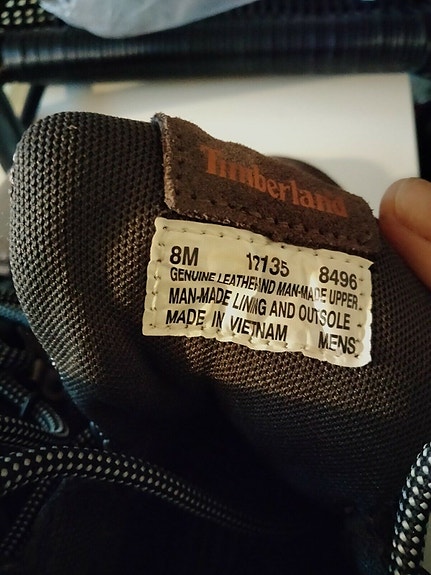 Timberland
8M 12135 8496
GENUINE LEATHER AND MAN-MADE UPPER
MAN-MADE LINING AND OUTSOLE
MADE IN VIETNAM MENS